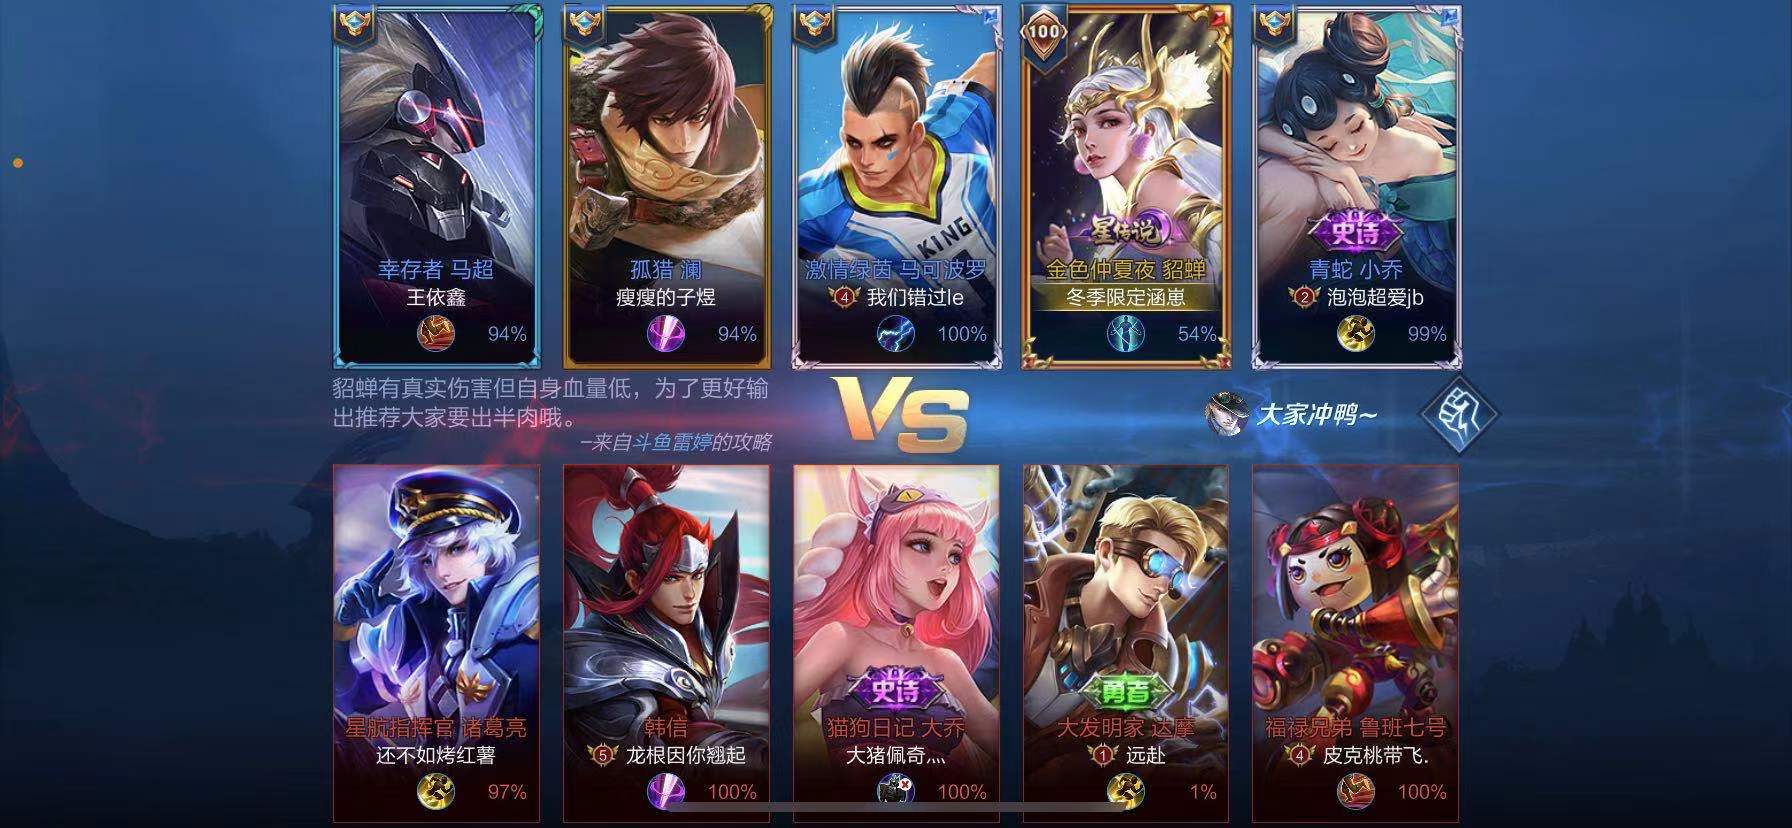 100
KING
星传说
史诗
幸存者 马超
孤猎 澜
激情绿茵 马可波罗
金色仲夏夜 貂蝉
青蛇 小乔
王依鑫
瘦瘦的子煜
4 我们错过le
冬季限定涵崽
2 泡泡超爱jb
94%
94%
100%
54%
99%
貂蝉有真实伤害但自身血量低，为了更好输
出推荐大家要出半肉哦。
–来自斗鱼雷婷的攻略
VS
大家冲鸭~
史诗
勇者
星航指挥官 诸葛亮
韩信
猫狗日记 大乔
大发明家 达摩
福禄兄弟 鲁班七号
还不如烤红薯
5 龙根因你翘起
大猪佩奇灬
1 远赴
4 皮克桃带飞.
97%
100%
100%
1%
100%